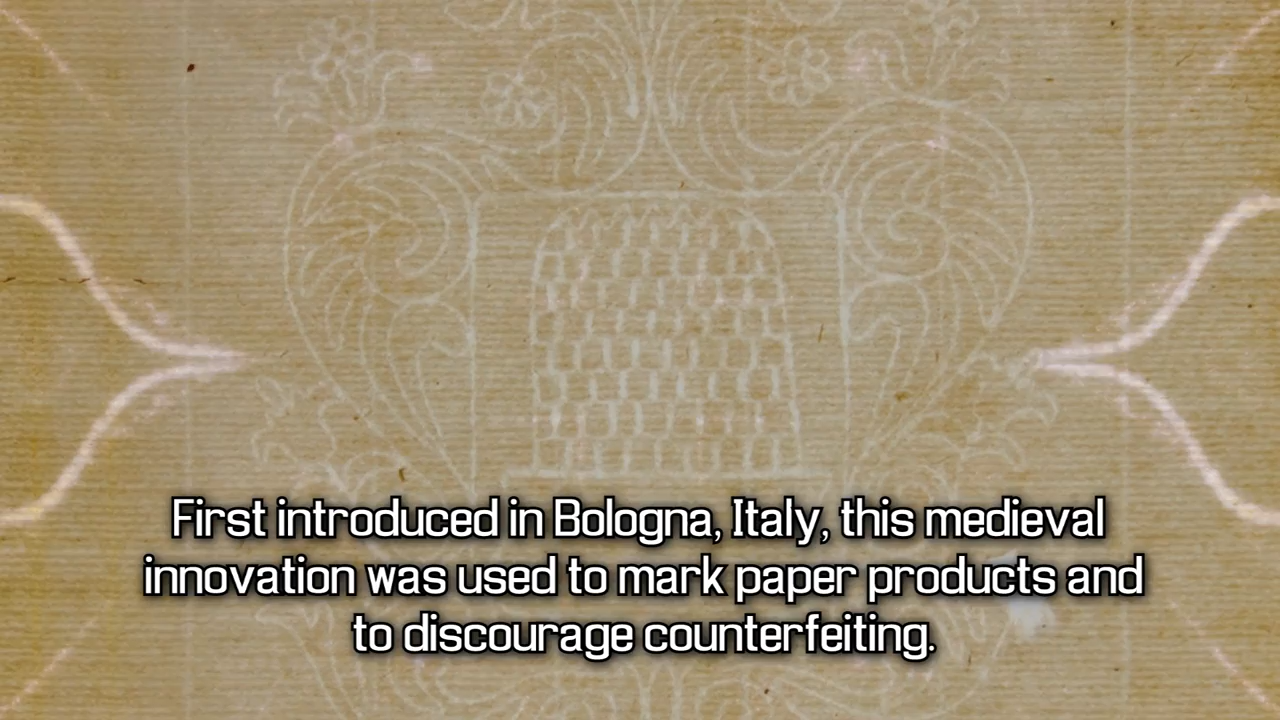 First introduced in Bologna, Italy, this medieval
innovation was used to mark paper products and
to discourage counterfeiting.